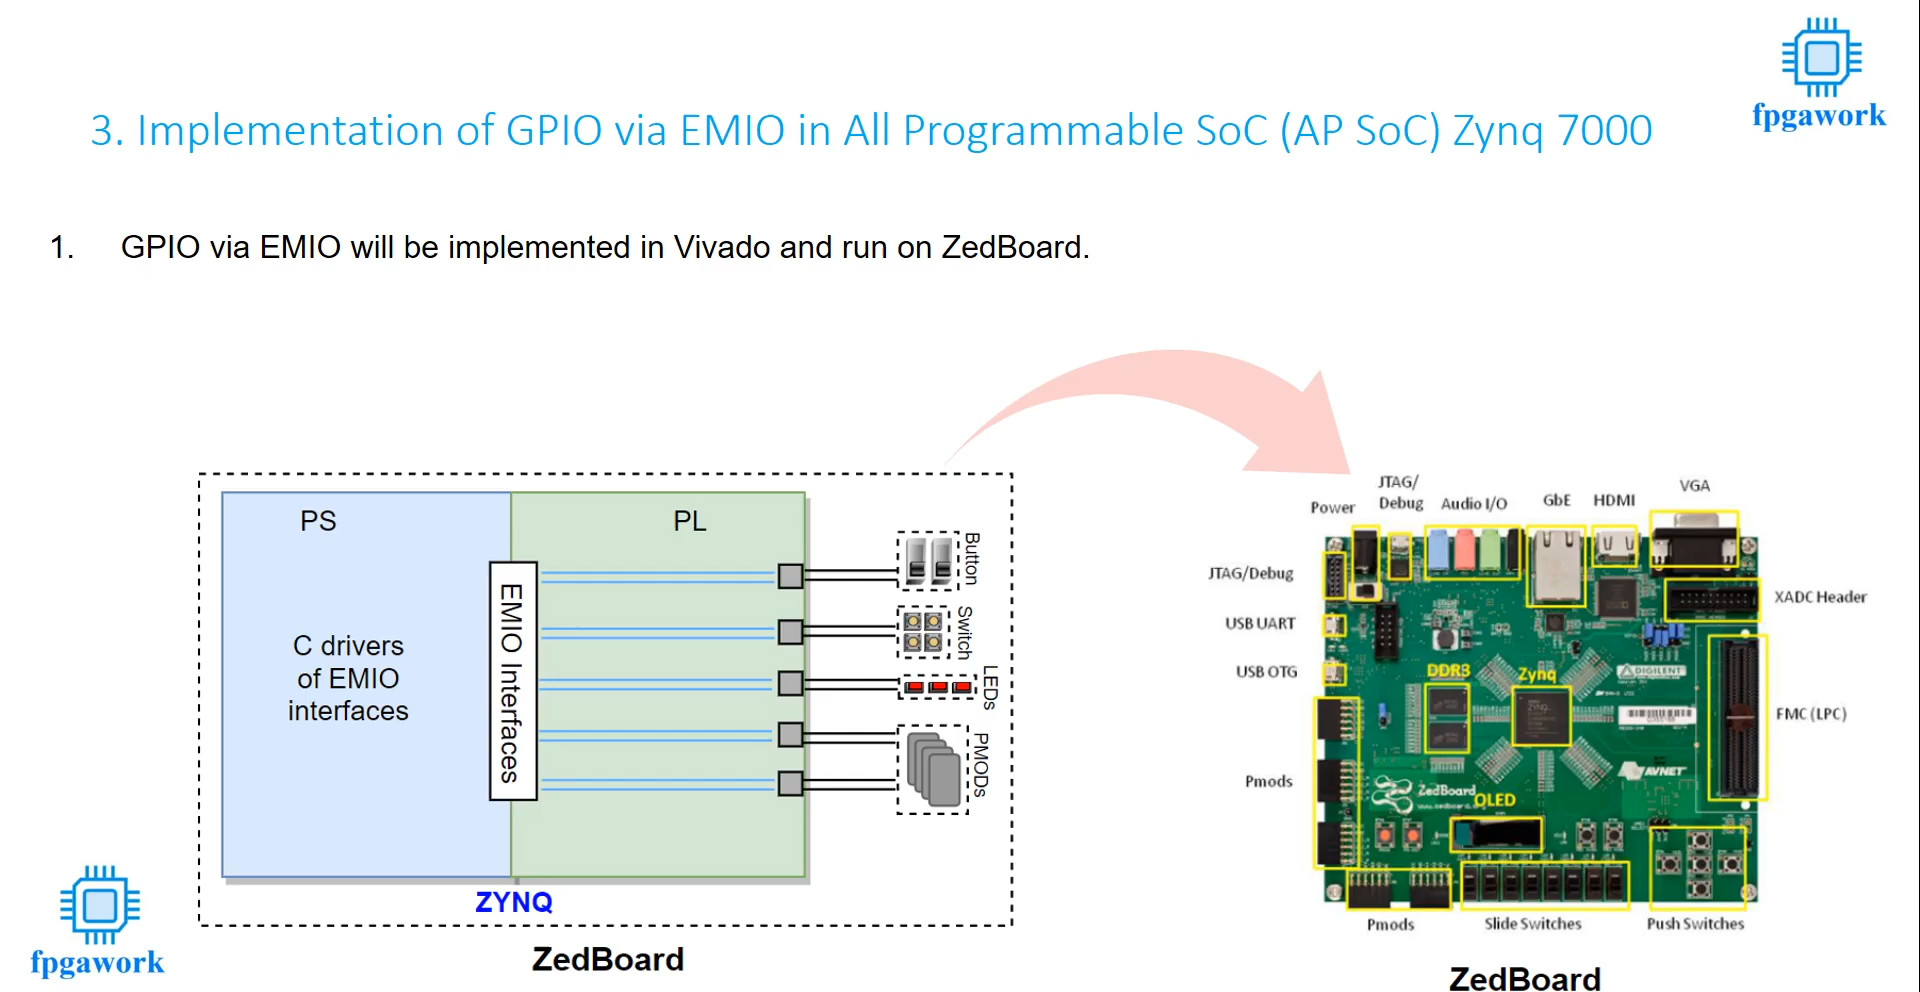 fpgawork
3. Implementation of GPIO via EMIO in All Programmable SoC (AP SoC) Zynq 7000
1. GPIO via EMIO will be implemented in Vivado and run on ZedBoard.
PS
PL
C drivers
of EMIO
interfaces
EMIO Interfaces
Button
Switch
LEDs
PMODs
ZYNQ
ZedBoard
fpgawork
Power
JTAG/
Debug
Audio I/O
GbE
HDMI
VGA
JTAG/Debug
XADC Header
USB UART
USB OTG
DDR3
Zynq
DIGILENT
ZYNQ
FMC (LPC)
AVNET
Pmods
ZedBoard
OLED
Pmods
Slide Switches
Push Switches
ZedBoard